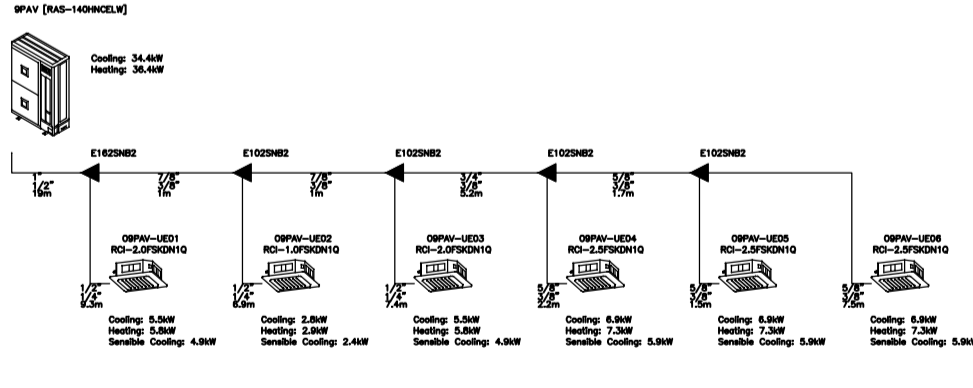 9PAV [RAS-140HNCELW]
Cooling: 34.4kW
Heating: 36.4kW
E162SNB2
E102SNB2
E102SNB2
E102SNB2
E102SNB2
1"
1/2"
19m
7/8"
3/8"
1m
7/8"
3/8"
1m
3/4"
3/8"
5.2m
5/8"
3/8"
1.7m
09PAV-UE01
RCI-2.0FSKDN1Q
09PAV-UE02
RCI-1.0FSKDN1Q
09PAV-UE03
RCI-2.0FSKDN1Q
09PAV-UE04
RCI-2.5FSKDN1Q
09PAV-UE05
RCI-2.5FSKDN1Q
09PAV-UE06
RCI-2.5FSKDN1Q
1/2"
1/4"
9.3m
1/2"
1/4"
6.9m
1/2"
1/4"
7.4m
5/8"
3/8"
2.2m
5/8"
3/8"
1.5m
5/8"
3/8"
7.5m
Cooling: 5.5kW
Heating: 5.8kW
Sensible Cooling: 4.9kW
Cooling: 2.8kW
Heating: 2.9kW
Sensible Cooling: 2.4kW
Cooling: 5.5kW
Heating: 5.8kW
Sensible Cooling: 4.9kW
Cooling: 6.9kW
Heating: 7.3kW
Sensible Cooling: 5.9kW
Cooling: 6.9kW
Heating: 7.3kW
Sensible Cooling: 5.9kW
Cooling: 6.9kW
Heating: 7.3kW
Sensible Cooling: 5.9kW